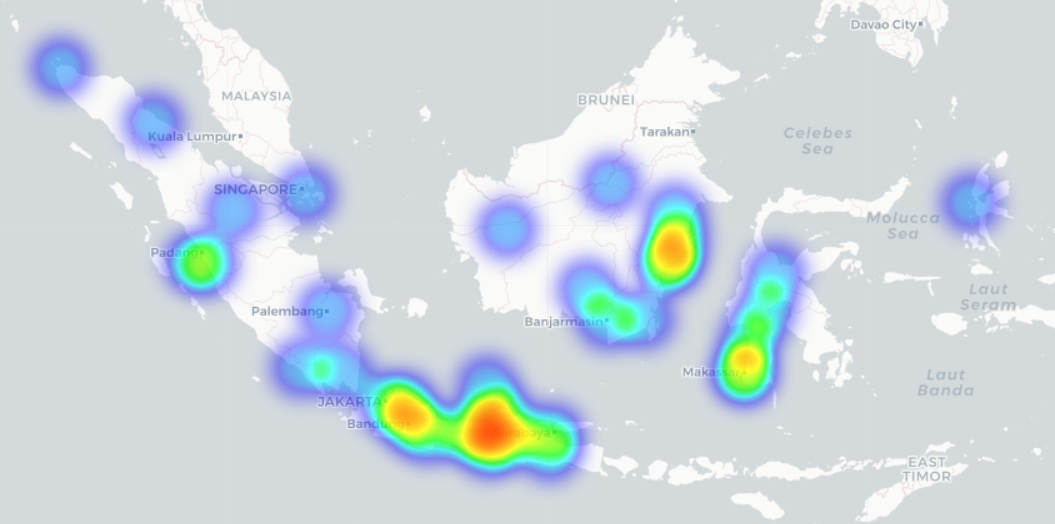 Davao City
MALAYSIA
BRUNEI
Tarakan
Celebes
Sea
Kuala Lumpur
SINGAPORE
Molucca
Sea
Padang
Laut
Seram
Palembang
Banjarmasin
Makassar
Laut
Banda
JAKARTA
Bandung
Surabaya
EAST
TIMOR